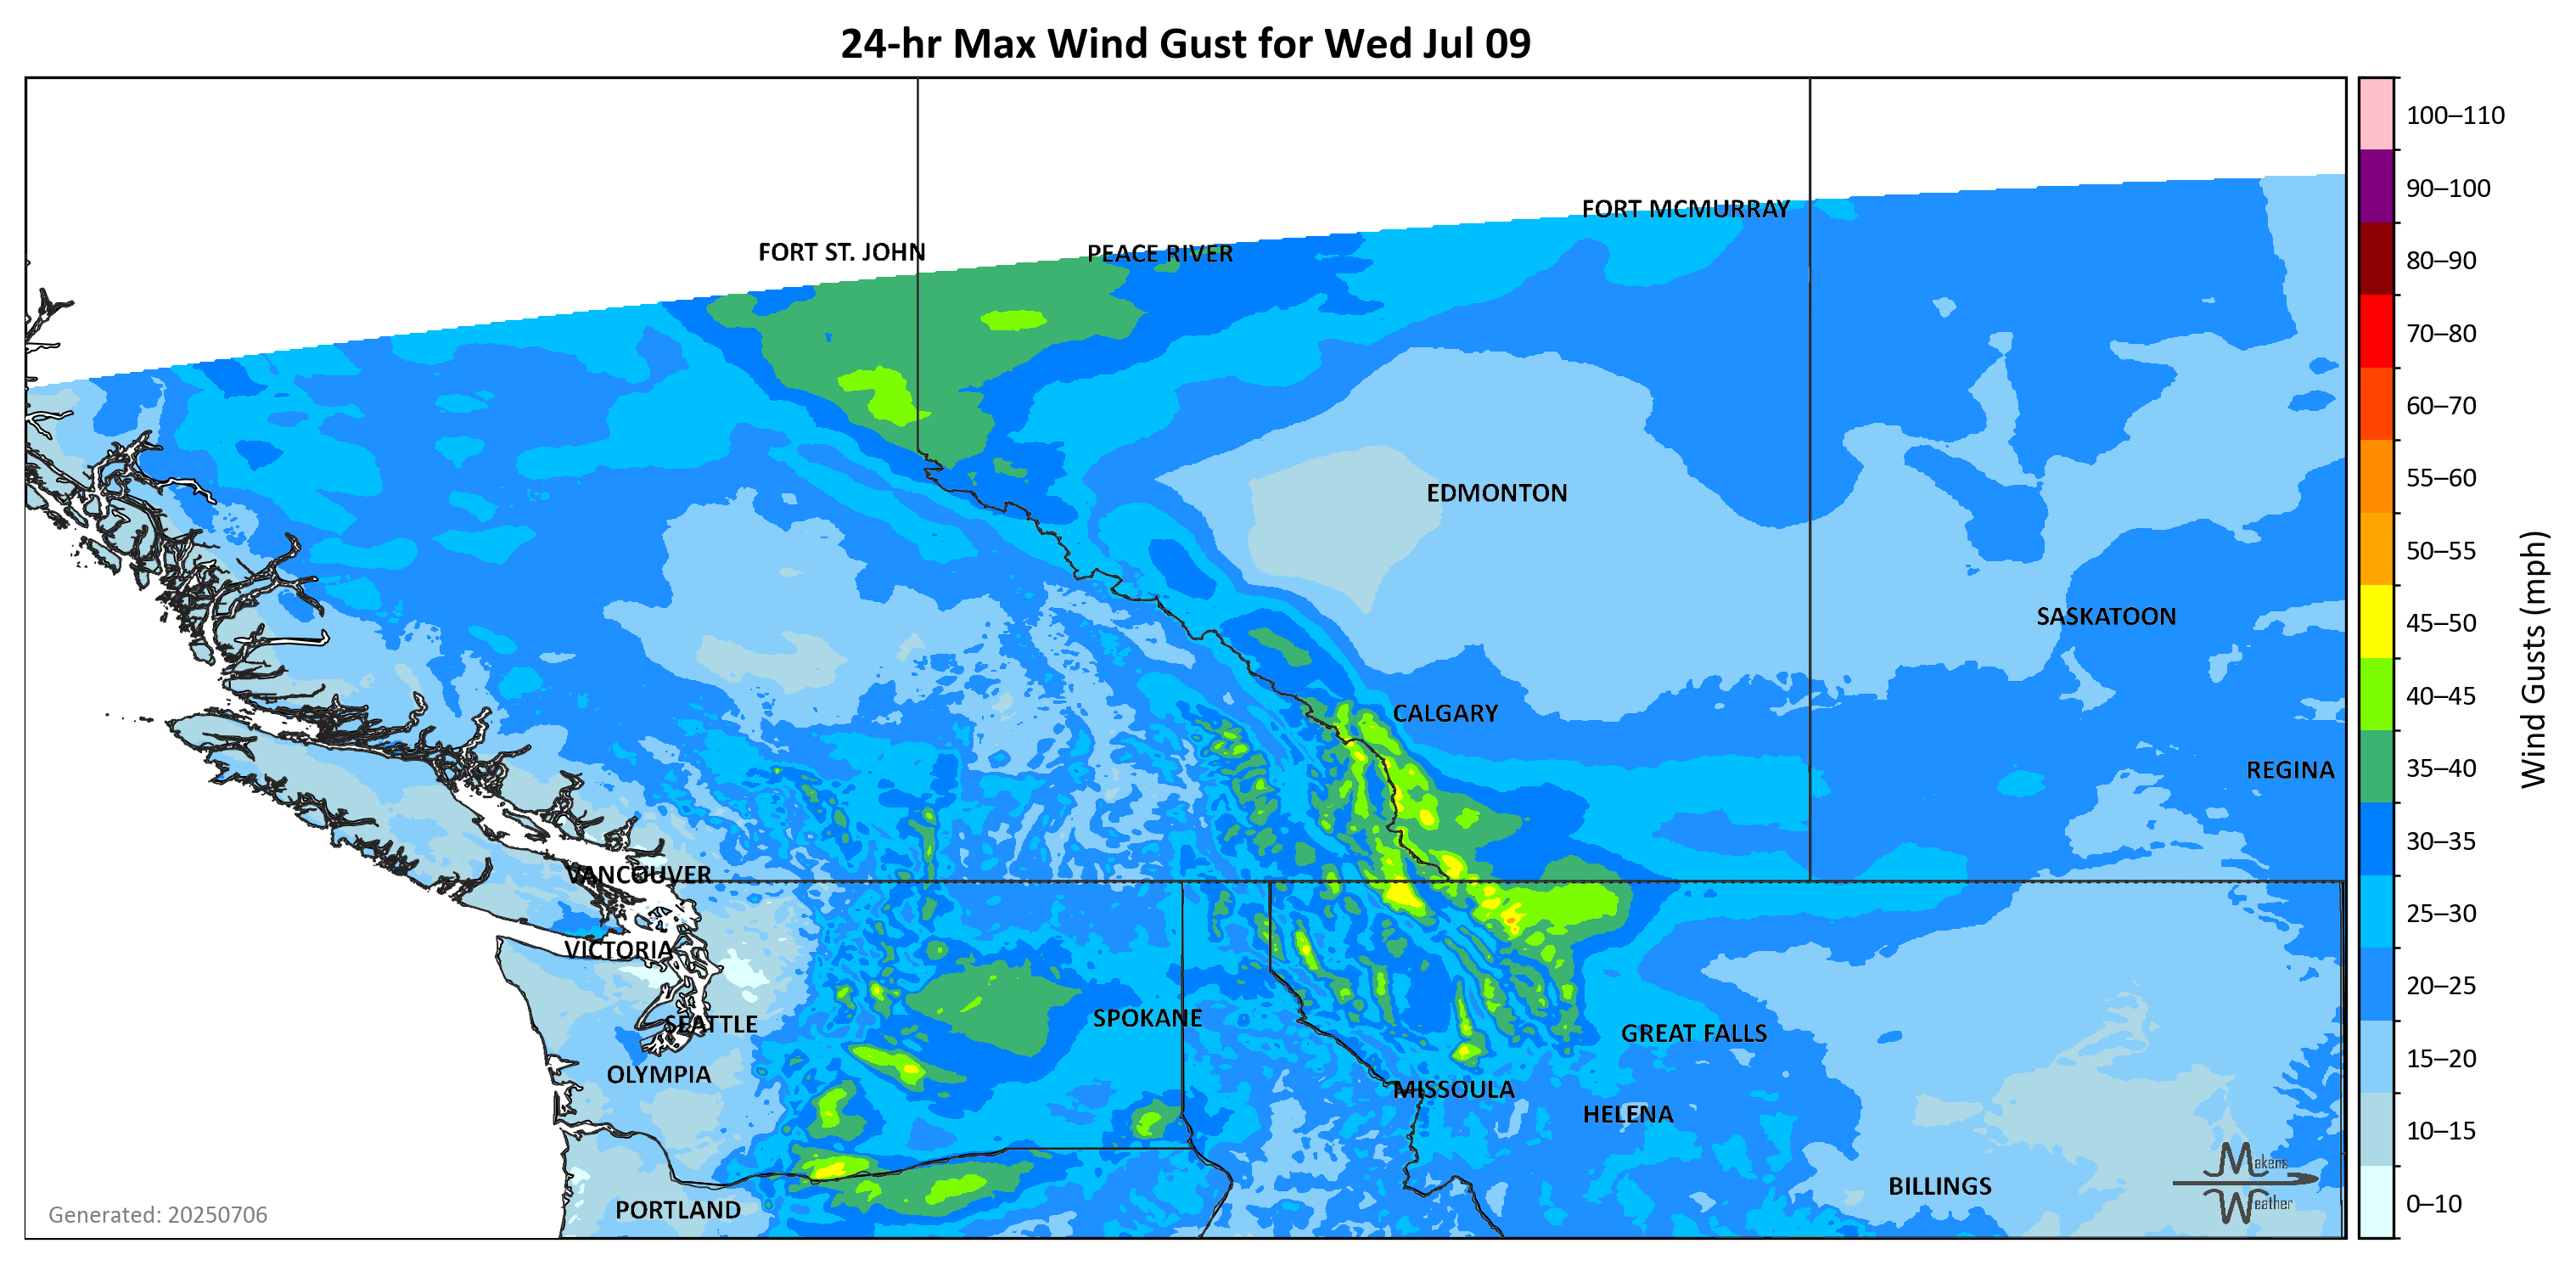 24-hr Max Wind Gust for Wed Jul 09
100–110
90–100
80–90
70–80
60–70
55–60
50–55
45–50
40–45
35–40
30–35
25–30
20–25
15–20
10–15
0–10
Wind Gusts (mph)
FORT MCMURRAY
FORT ST. JOHN
PEACE RIVER
EDMONTON
SASKATOON
CALGARY
REGINA
VANCOUVER
VICTORIA
SPOKANE
SEATTLE
GREAT FALLS
OLYMPIA
MISSOULA
HELENA
BILLINGS
PORTLAND
Makens
Weather
Generated: 20250706